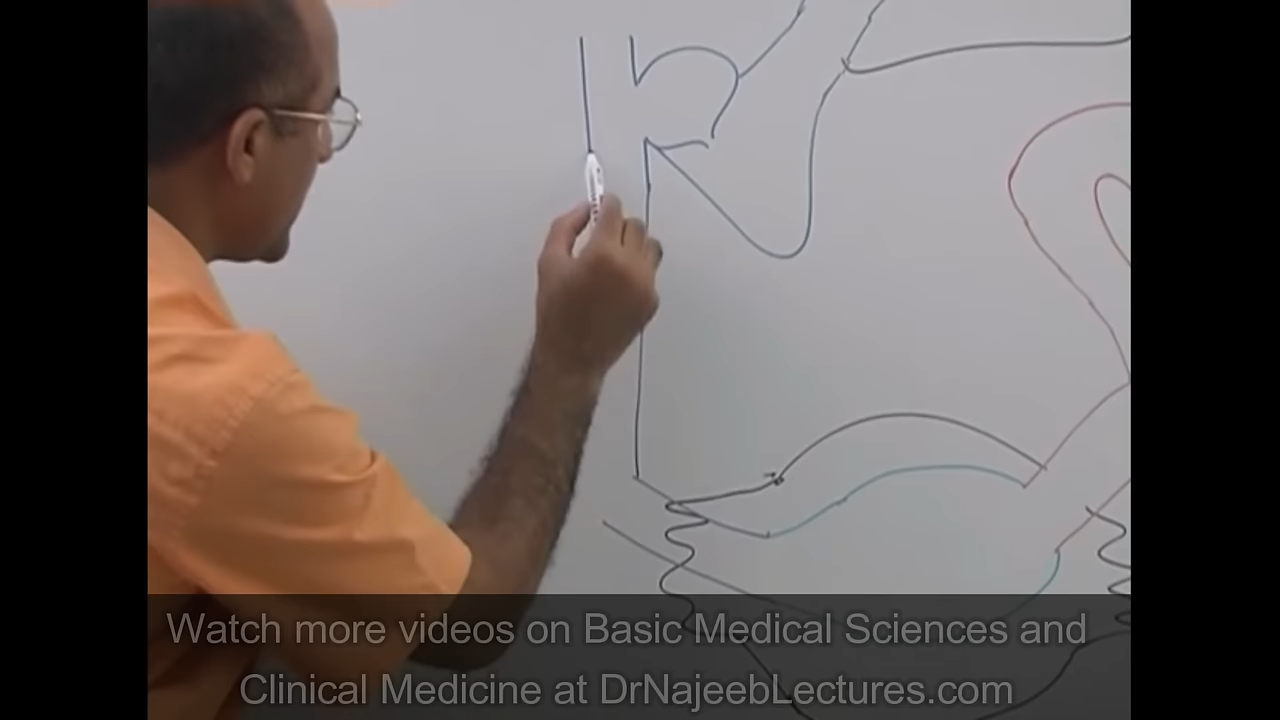 Watch more videos on Basic Medical Sciences and
Clinical Medicine at DrNajeebLectures.com